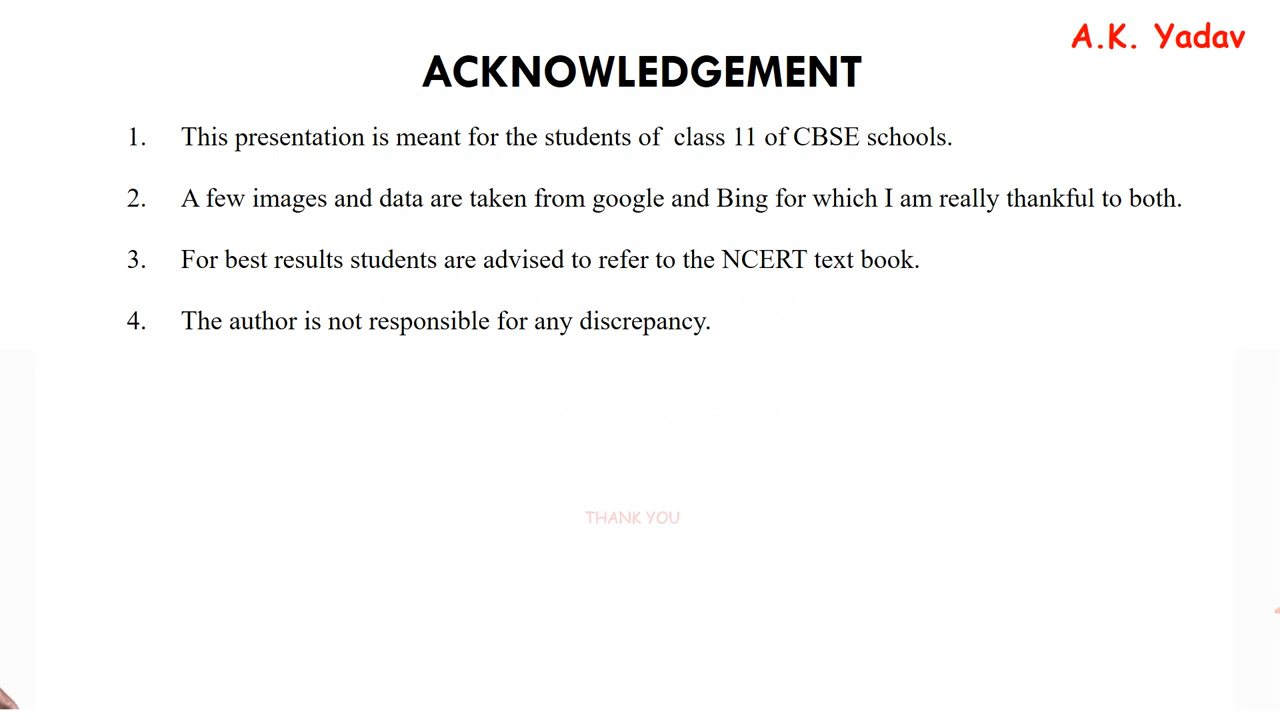 A.K. Yadav
ACKNOWLEDGEMENT
1. This presentation is meant for the students of class 11 of CBSE schools.
2. A few images and data are taken from google and Bing for which I am really thankful to both.
3. For best results students are advised to refer to the NCERT text book.
4. The author is not responsible for any discrepancy.
THANK YOU